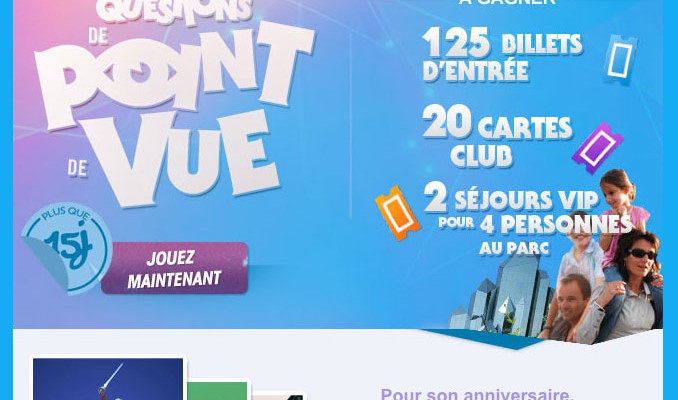 QUESTIONS
DE
POINT
DE
VUE
PLUS QUE
15j
JOUEZ
MAINTENANT
À GAGNER
125 BILLETS
D'ENTRÉE
20 CARTES
CLUB
2 SÉJOURS VIP
POUR 4 PERSONNES
AU PARC
Pour son anniversaire,